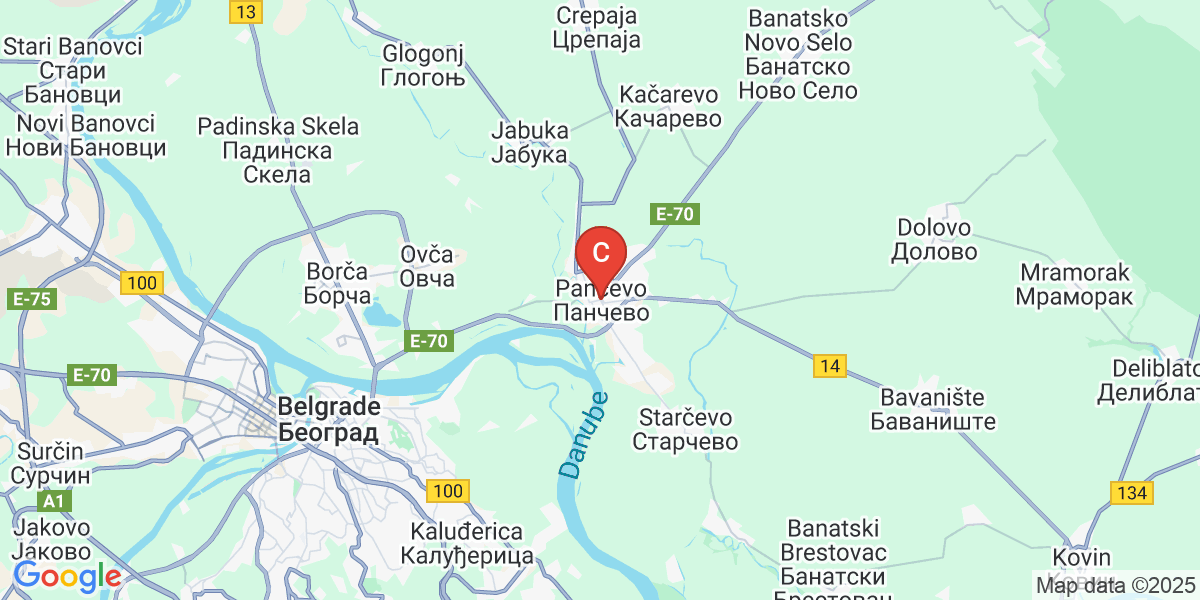 13
Crepaja
Црепаја
Banatsko
Novo Selo
Банатско
Ново Село
Stari Banovci
Стари
Бановци
Glogonj
Глогоњ
Kačarevo
Качарево
Novi Banovci
Нови Бановци
Padinska Skela
Падинска
Скела
Jabuka
Јабука
E-70
Dolovo
Долово
Ovča
Овча
C
Borča
Борча
100
E-75
Pančevo
Панчево
Mramorak
Мраморак
E-70
E-70
14
Deliblato
Делиблат
Belgrade
Београд
Danube
Bavanište
Баваниште
Starčevo
Старчево
Surčin
Сурчин
A1
100
134
Jakovo
Јаково
Kaluđerica
Калуђерица
Banatski
Brestovac
Банатски
Брестовац
Kovin
Ковин
Google
Map data ©2025